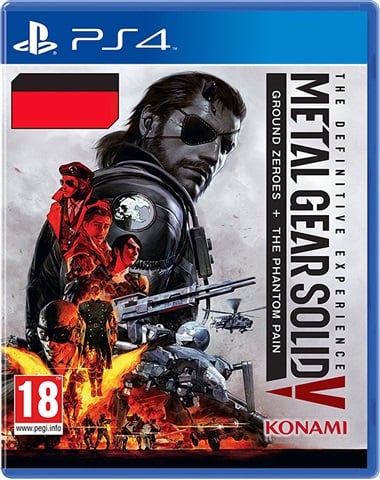 PS4
THE DEFINITIVE EXPERIENCE
METAL GEAR SOLID V
GROUND ZEROES + THE PHANTOM PAIN
18
www.pegi.info
KONAMI